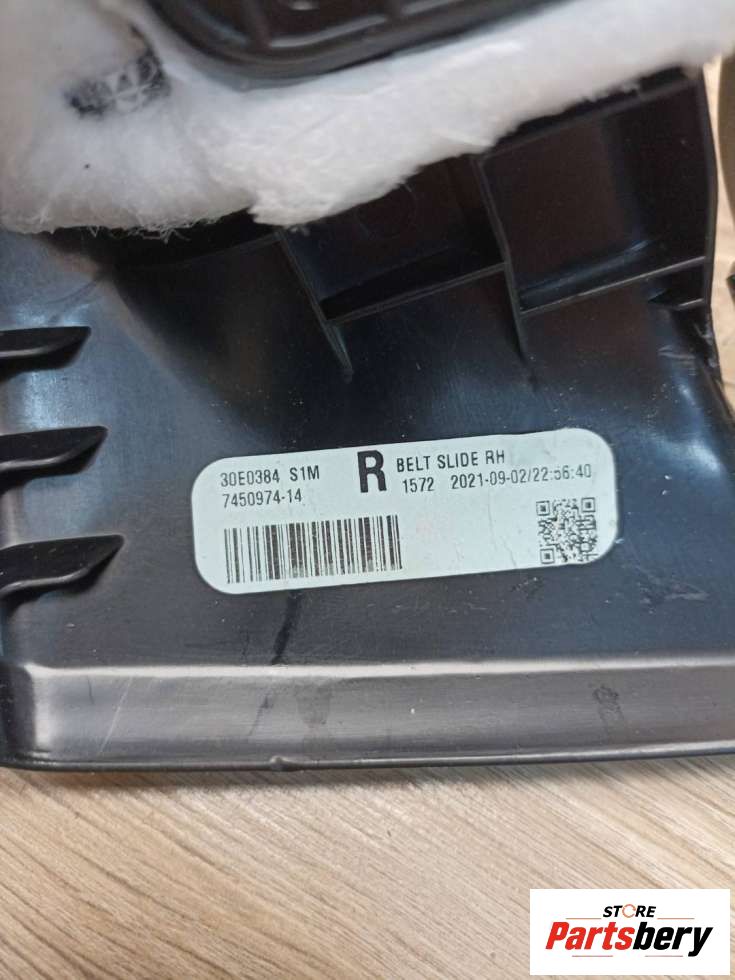 30E0384 S1M
7450974-14
R
BELT SLIDE RH
1572 2021-09-02/22:56:40
STORE
Partsbery